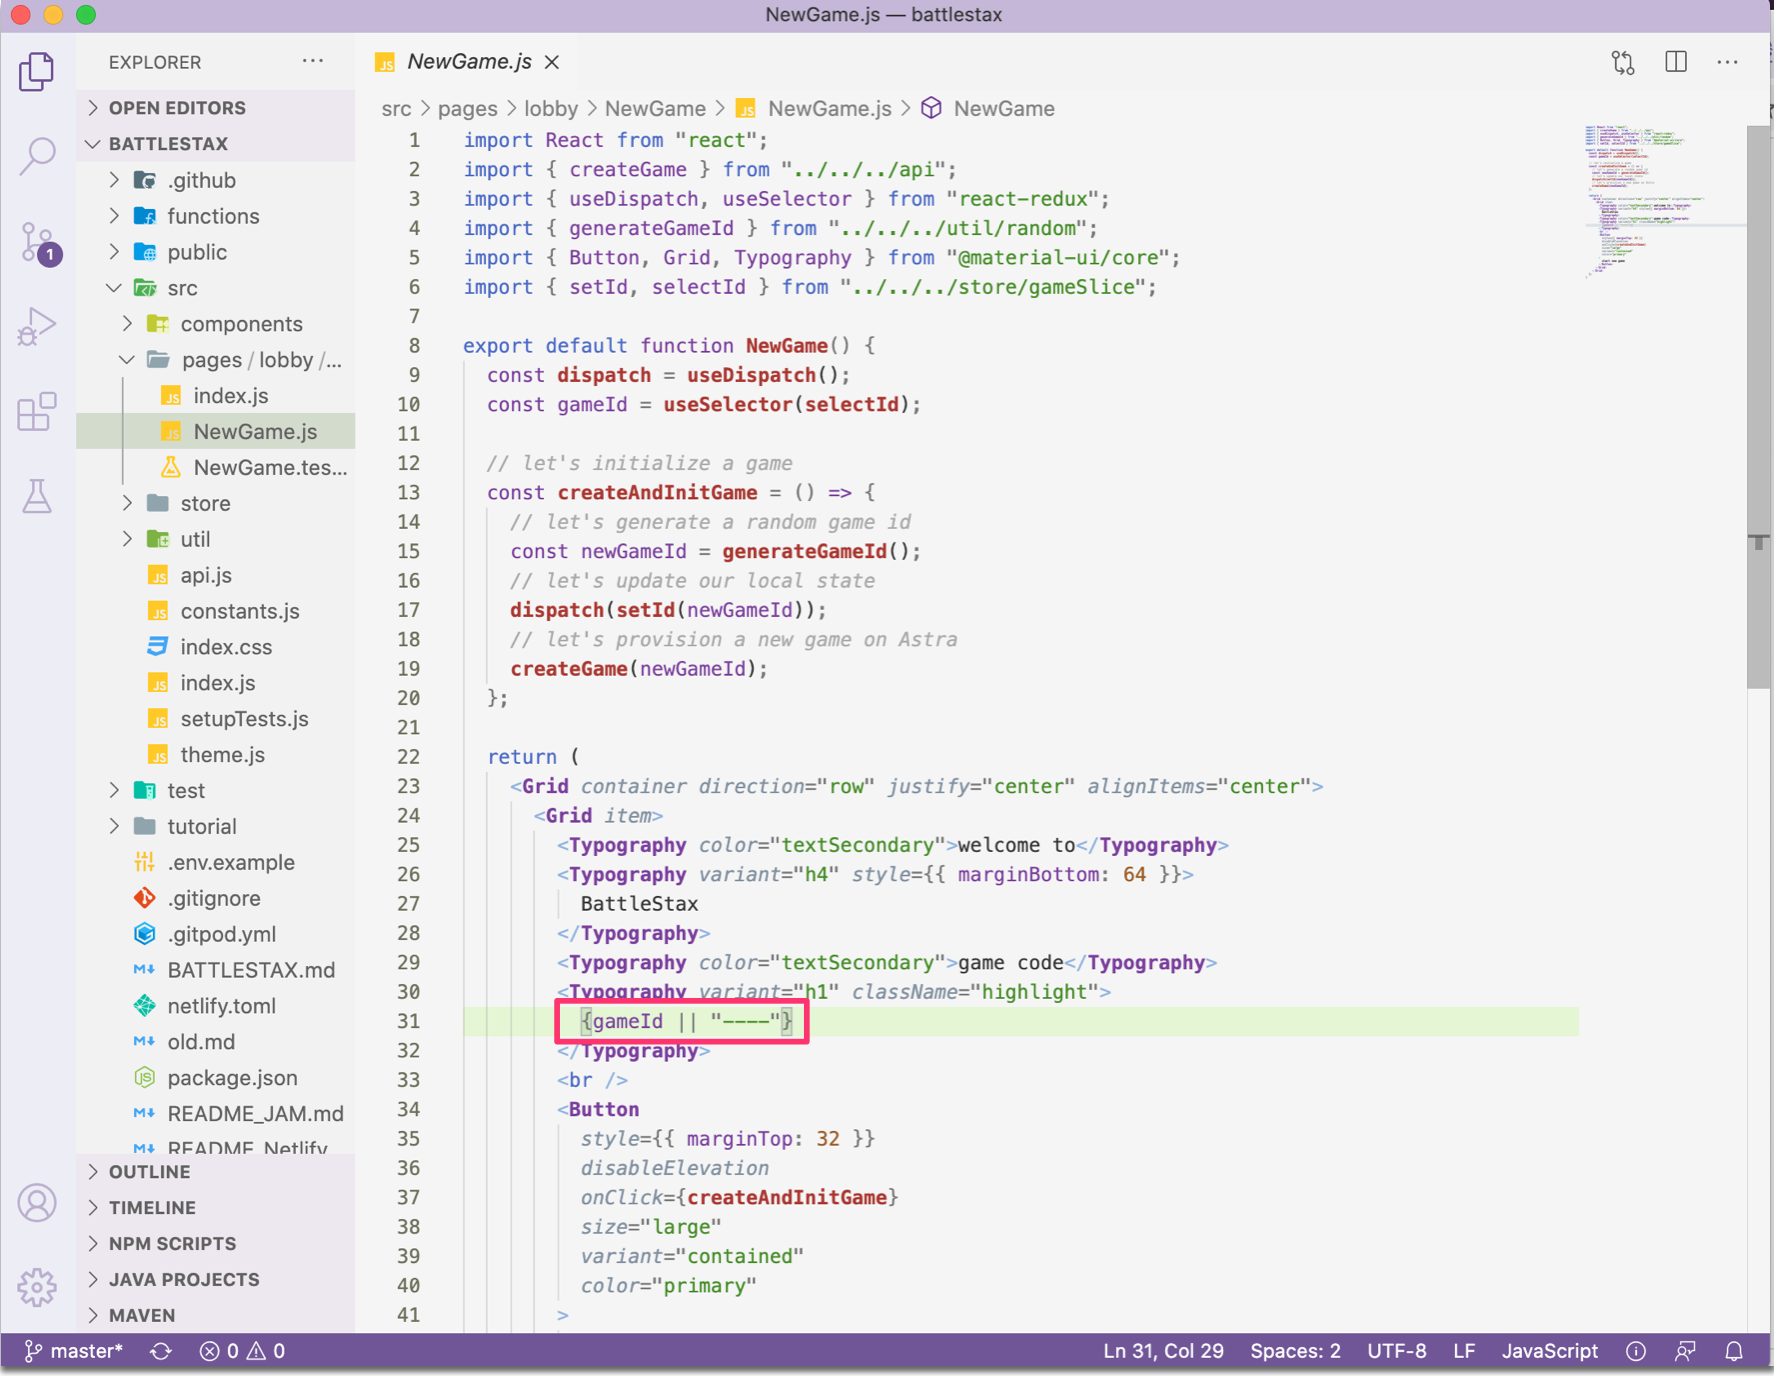 NewGame.js — battlestax
EXPLORER
OPEN EDITORS
BATTLESTAX
.github
functions
public
src
components
pages / lobby /...
index.js
NewGame.js
NewGame.tes...
store
util
api.js
constants.js
index.css
index.js
setupTests.js
theme.js
test
tutorial
.env.example
.gitignore
.gitpod.yml
BATTLESTAX.md
netlify.toml
old.md
package.json
README_JAM.md
README_Netlify
OUTLINE
TIMELINE
NPM SCRIPTS
JAVA PROJECTS
MAVEN
1
NewGame.js
src > pages > lobby > NewGame > NewGame.js > NewGame
1 import React from "react";
2 import { createGame } from "../../../api";
3 import { useDispatch, useSelector } from "react-redux";
4 import { generateGameId } from "../../../util/random";
5 import { Button, Grid, Typography } from "@material-ui/core";
6 import { setId, selectId } from "../../../store/gameSlice";
7
8 export default function NewGame() {
9 const dispatch = useDispatch();
10 const gameId = useSelector(selectId);
11
12 // let's initialize a game
13 const createAndInitGame = () => {
14 // let's generate a random game id
15 const newGameId = generateGameId();
16 // let's update our local state
17 dispatch(setId(newGameId));
18 // let's provision a new game on Astra
19 createGame(newGameId);
20 };
21
22 return (
23 <Grid container direction="row" justify="center" alignItems="center">
24 <Grid item>
25 <Typography color="textSecondary">welcome to</Typography>
26 <Typography variant="h4" style={{ marginBottom: 64 }}>
27 BattleStax
28 </Typography>
29 <Typography color="textSecondary">game code</Typography>
30 <Typography variant="h1" className="highlight">
31 {gameId || "----"}
32 </Typography>
33 <br />
34 <Button
35 style={{ marginTop: 32 }}
36 disableElevation
37 onClick={createAndInitGame}
38 size="large"
39 variant="contained"
40 color="primary"
41 >
master* 0 0 Ln 31, Col 29 Spaces: 2 UTF-8 LF JavaScript